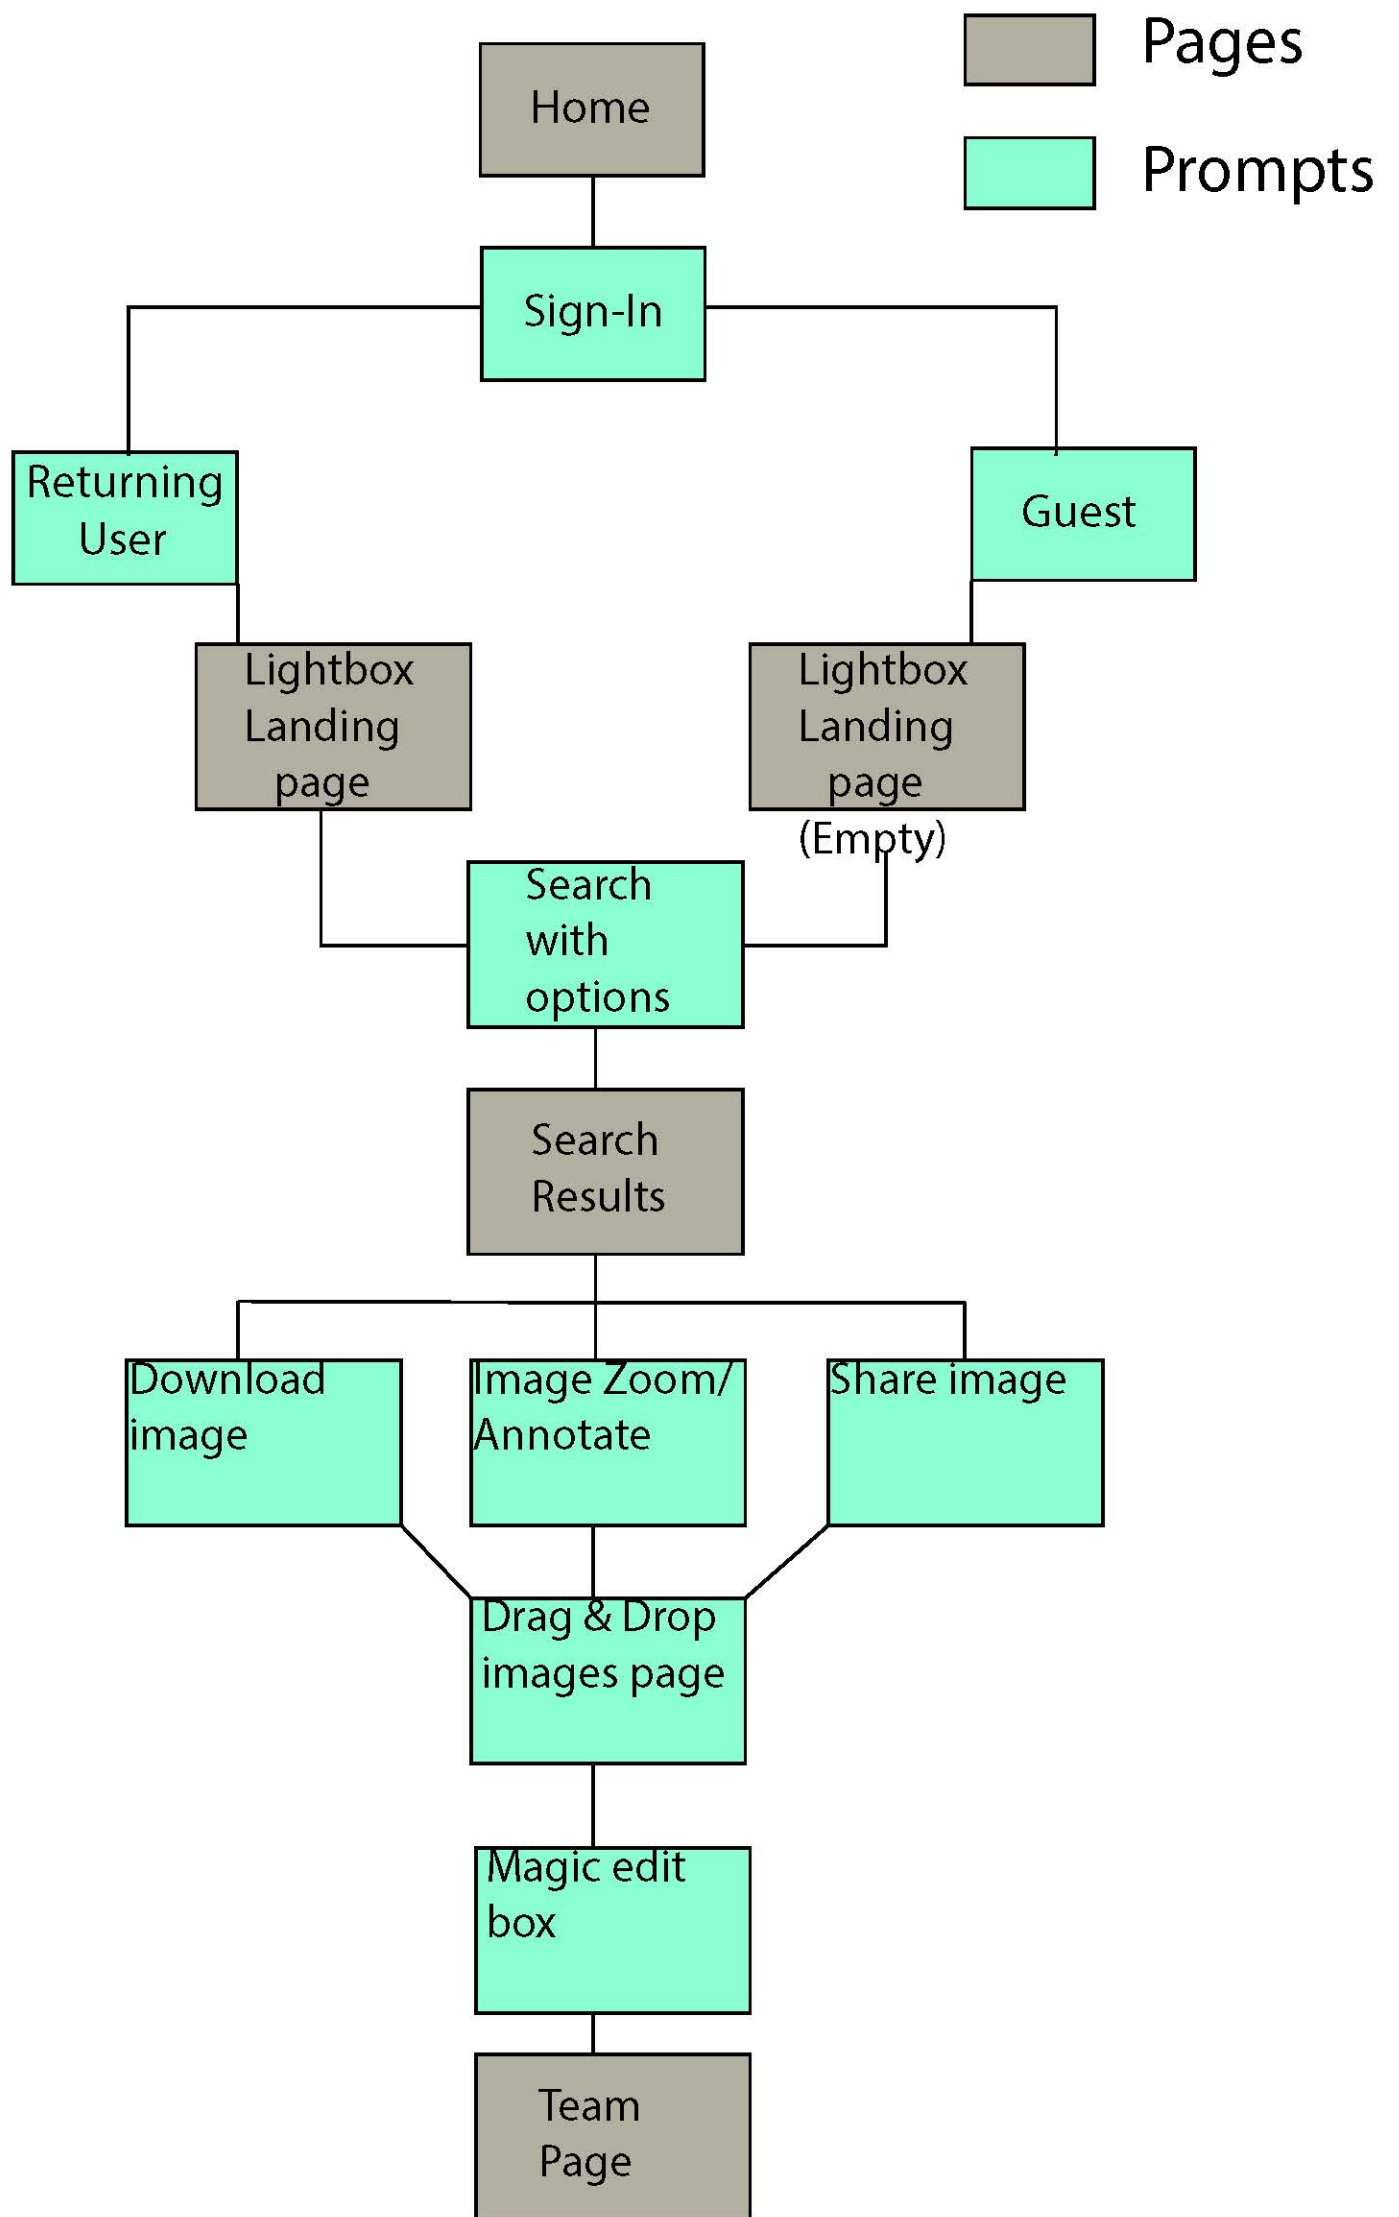 Pages
Home
Prompts
Sign-In
Returning
User
Guest
Lightbox
Landing
page
Lightbox
Landing
page
(Empty)
Search
with
options
Search
Results
Download
image
Image Zoom/
Annotate
Share image
Drag & Drop
images page
Magic edit
box
Team
Page